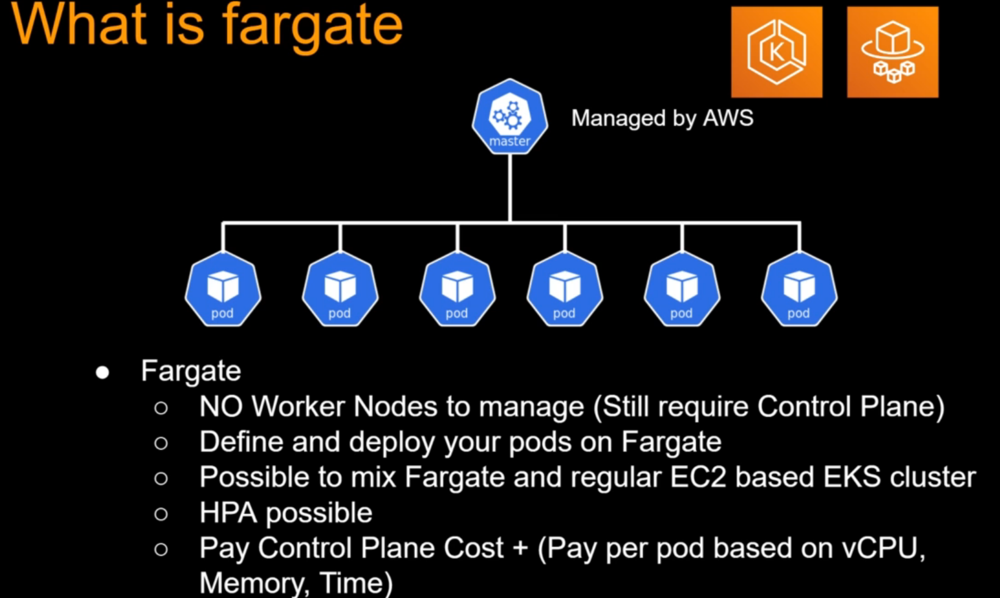 What is fargate
K
Managed by AWS
master
pod pod pod pod pod pod
● Fargate
○ NO Worker Nodes to manage (Still require Control Plane)
○ Define and deploy your pods on Fargate
○ Possible to mix Fargate and regular EC2 based EKS cluster
○ HPA possible
○ Pay Control Plane Cost + (Pay per pod based on vCPU,
Memory, Time)